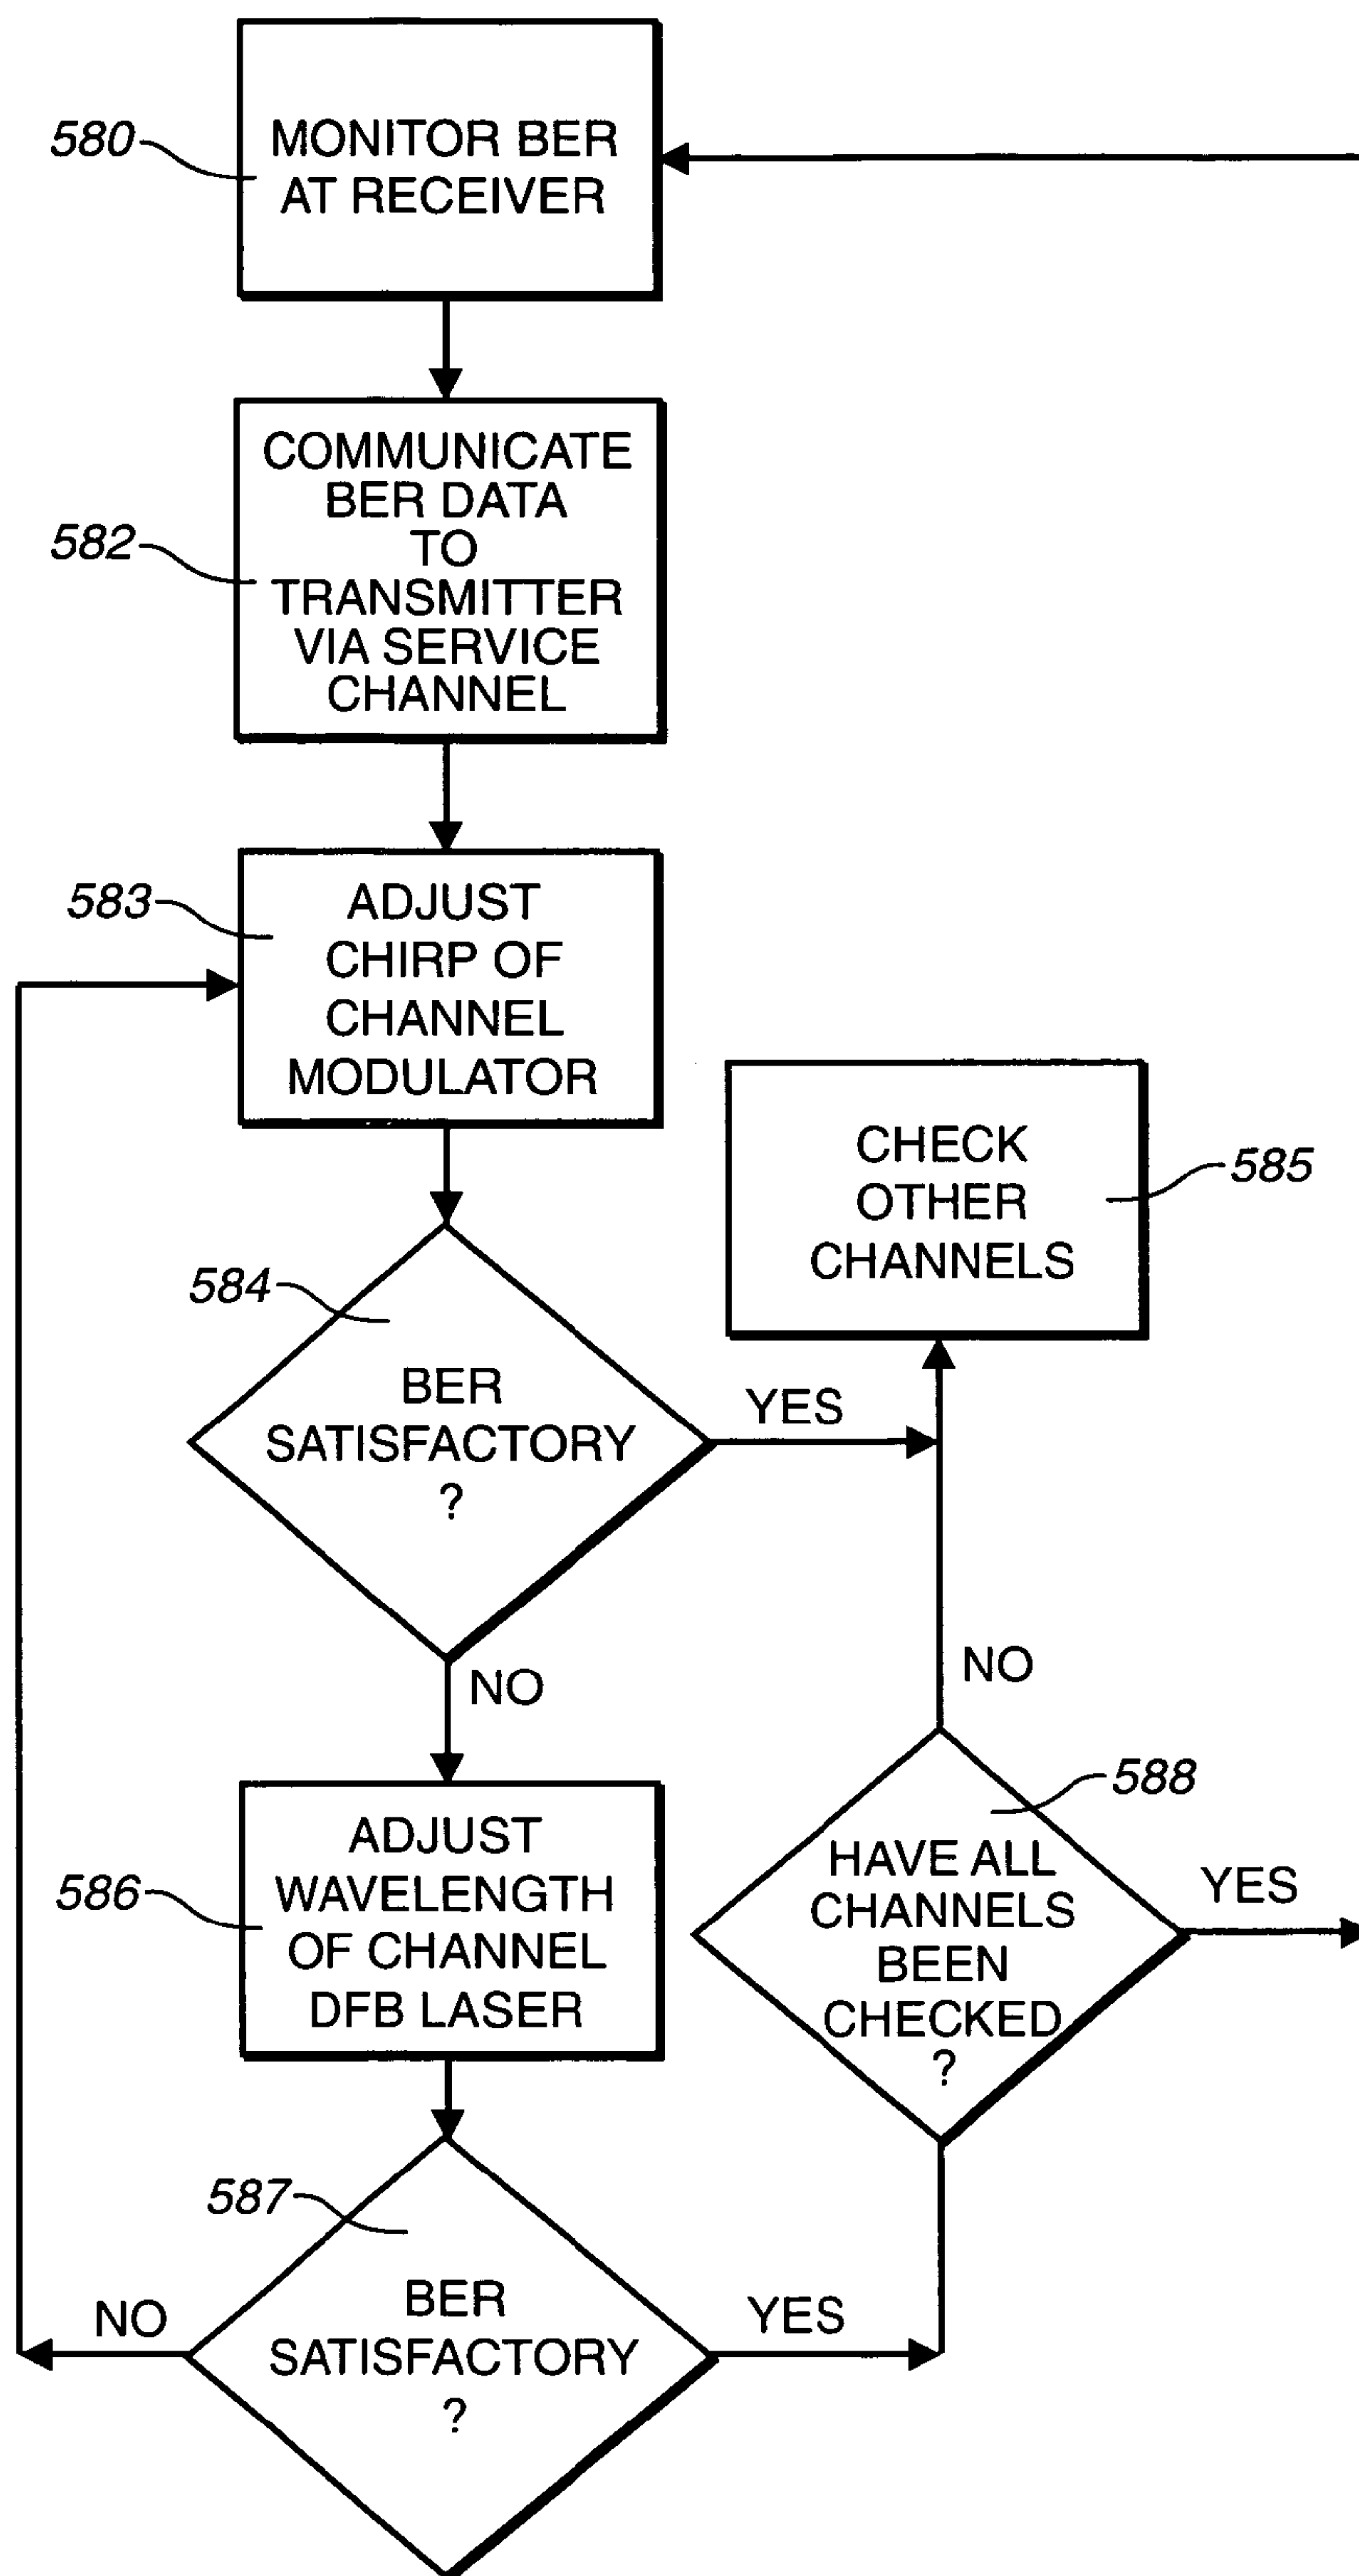 580
MONITOR BER
AT RECEIVER
582
COMMUNICATE
BER DATA
TO
TRANSMITTER
VIA SERVICE
CHANNEL
583
ADJUST
CHIRP OF
CHANNEL
MODULATOR
CHECK
OTHER
CHANNELS
585
584
BER
SATISFACTORY
?
YES
NO
NO
586
ADJUST
WAVELENGTH
OF CHANNEL
DFB LASER
588
HAVE ALL
CHANNELS
BEEN
CHECKED
?
YES
587
BER
SATISFACTORY
?
NO
YES